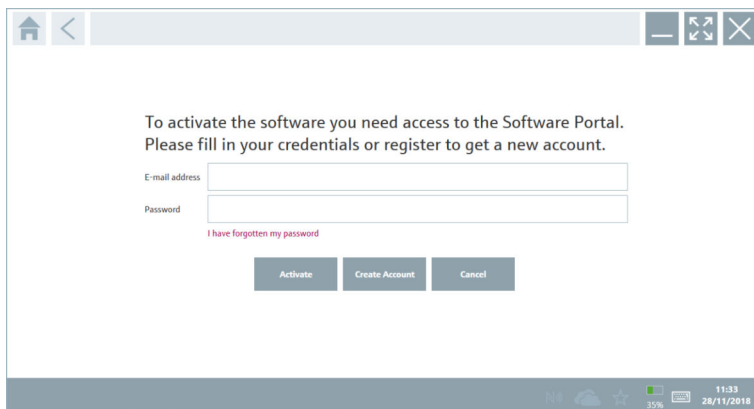 To activate the software you need access to the Software Portal.
Please fill in your credentials or register to get a new account.
E-mail address
Password
I have forgotten my password
Activate Create Account Cancel
35%
11:33
28/11/2018